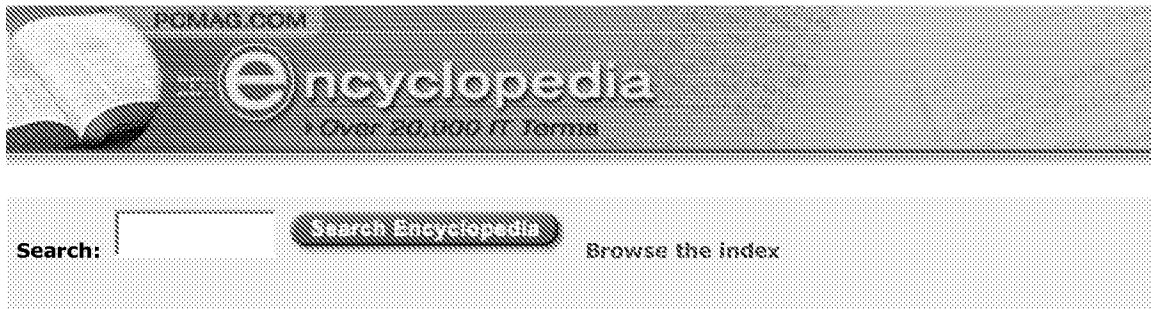 PCMAG.COM
encyclopedia
Over 20,000 IT Terms
Search: Search Encyclopedia Browse the index